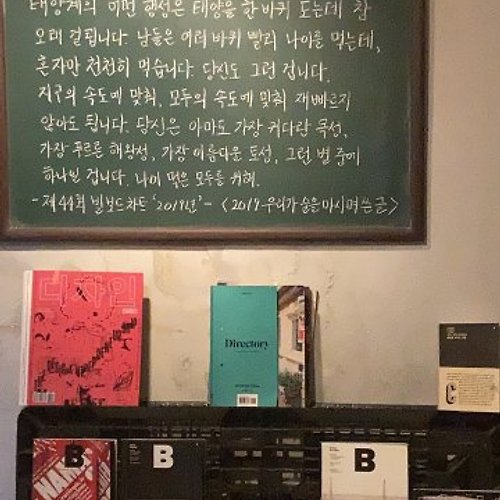 태양계의 어떤 행성은 태양을 한 바퀴 도는데 참
오래 걸립니다. 남들은 여러 바퀴 빨리 나이를 먹는데,
혼자만 천천히 먹습니다. 당신도 그런 겁니다.
지구의 속도에 맞춰, 모두의 속도에 맞춰 재빠르지
않아도 됩니다. 당신은 아마도 가장 커다란 목성,
가장 푸르른 해왕성, 가장 아름다운 토성, 그런 별 중에
하나일 겁니다. 나이 먹은 모두를 위해.
- 제44회 빌보드차트 '2019년' - < 2019 - 우리가 술을 마시며 쓴 글 >
디자인
Directory
C
B
B
B